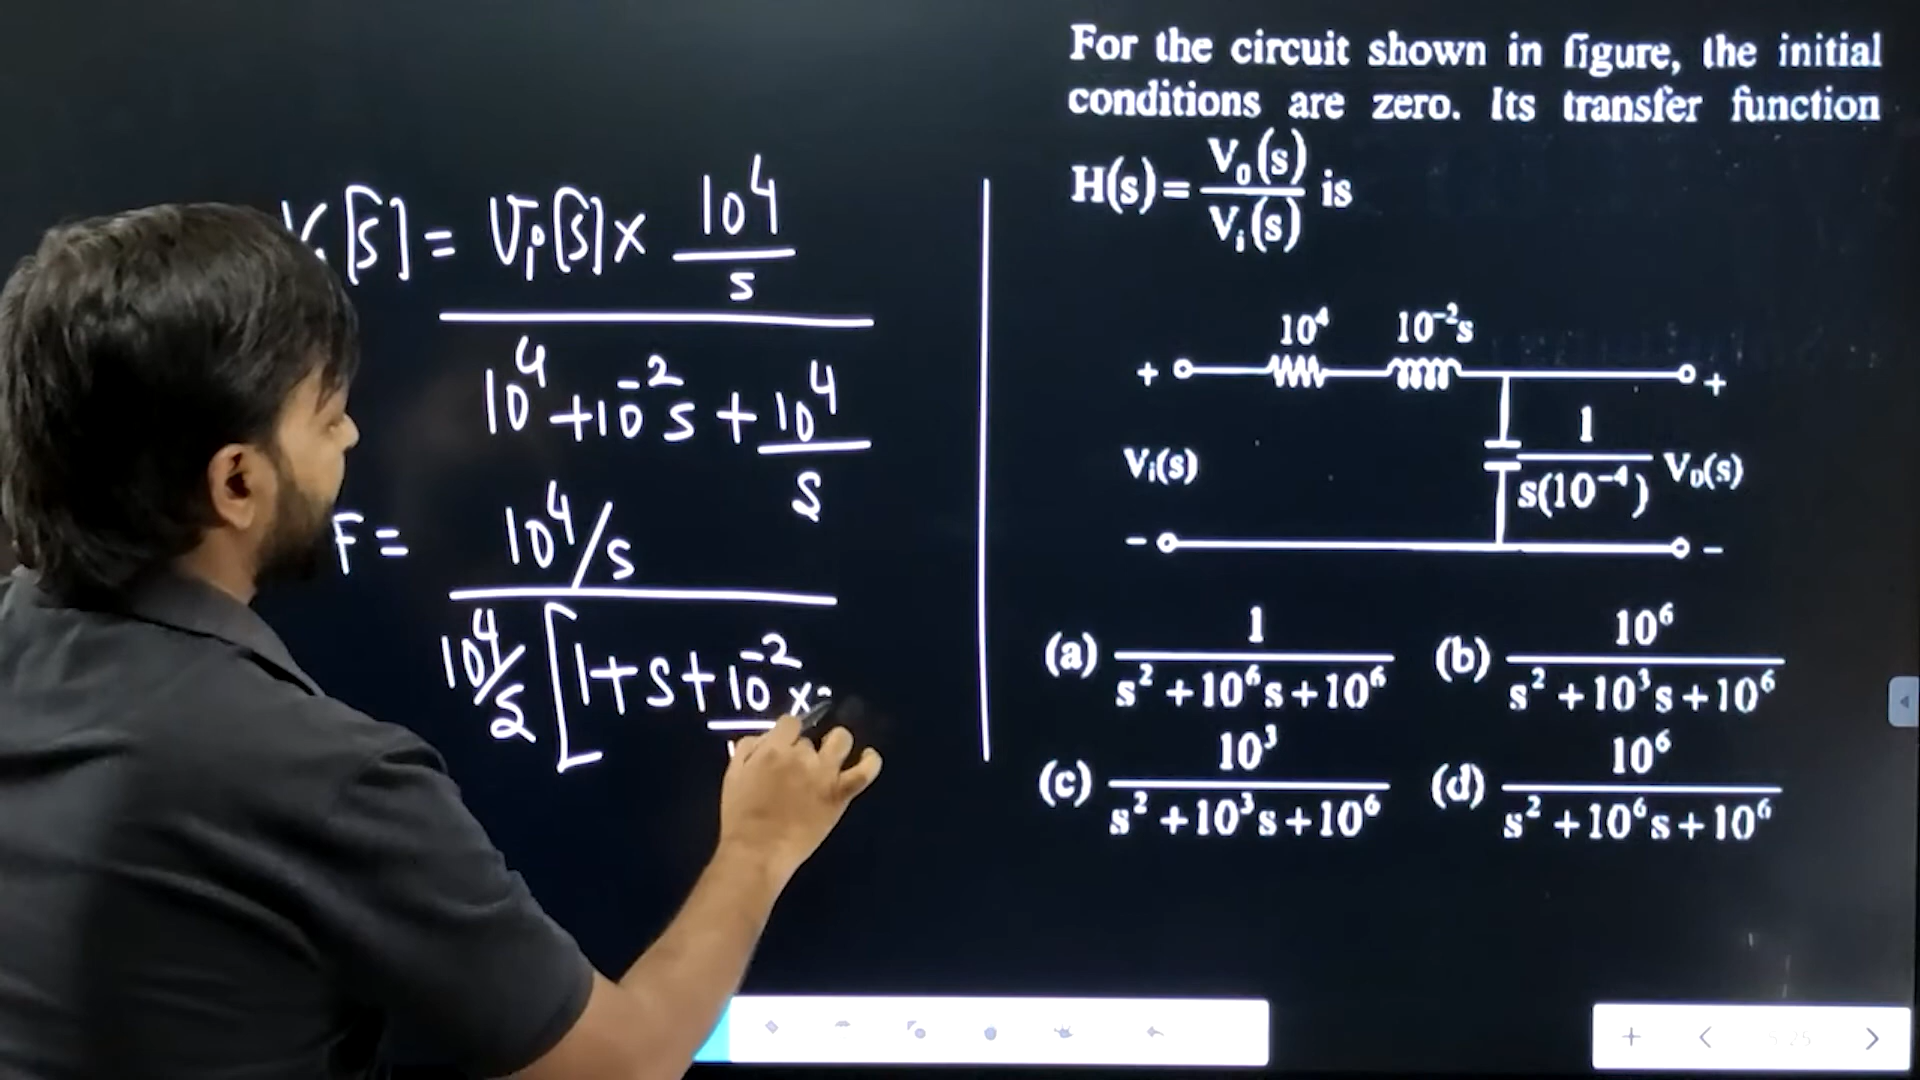 For the circuit shown in figure, the initial
conditions are zero. Its transfer function
H(s) = V₀(s) / Vᵢ(s) is
10⁴ 10⁻²s
+ +
Vᵢ(s) 1 / s(10⁻⁴) V₀(s)
- -
(a) 1 / s² + 10⁶s + 10⁶ (b) 10⁶ / s² + 10³s + 10⁶
(c) 10³ / s² + 10³s + 10⁶ (d) 10⁶ / s² + 10⁶s + 10⁶
[s] = Vᵢ[s] × 10⁴ / s
10⁴ + 10⁻²s + 10⁴ / s
F = 10⁴/s
10⁴/s [1 + s + 10⁻² ×